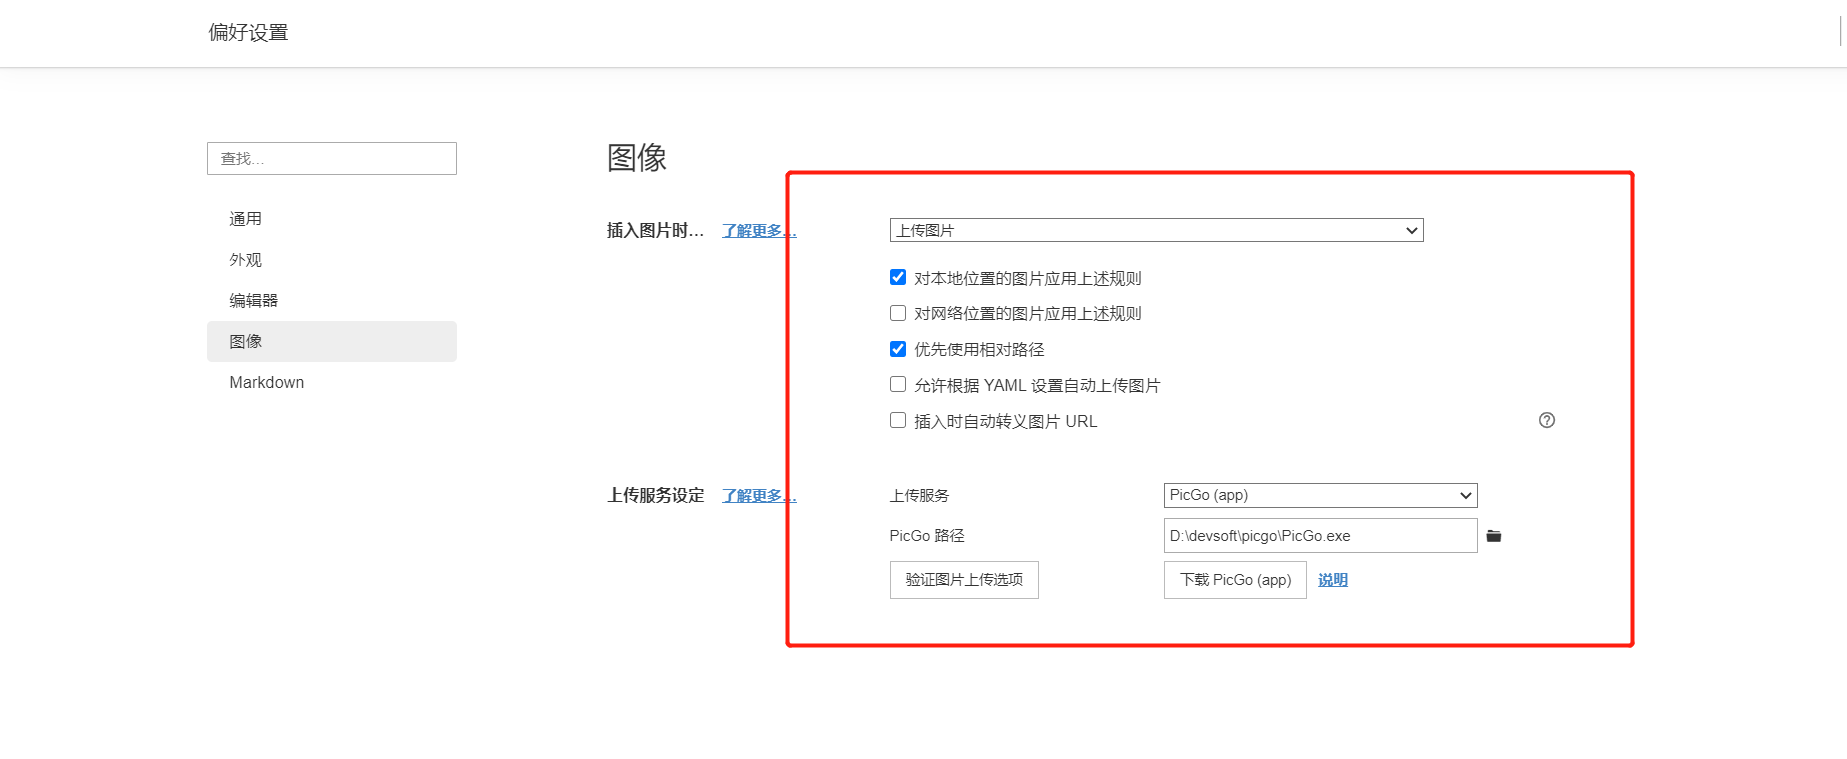 偏好设置
查找...
通用
外观
编辑器
图像
Markdown
图像
插入图片时... 了解更多... 上传图片
对本地位置的图片应用上述规则
对网络位置的图片应用上述规则
优先使用相对路径
允许根据 YAML 设置自动上传图片
插入时自动转义图片 URL
上传服务设定 了解更多... 上传服务 PicGo (app)
PicGo 路径 D:\devsoft\picgo\PicGo.exe
验证图片上传选项 下载 PicGo (app) 说明